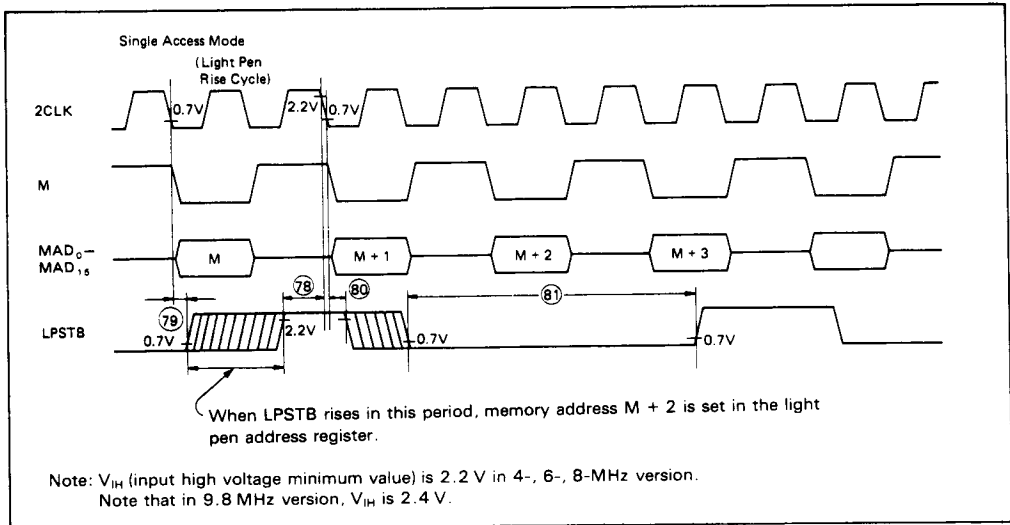 Single Access Mode
(Light Pen
Rise Cycle)
2CLK
0.7V
2.2V
0.7V
M
MAD₀—
MAD₁₅
M
M + 1
M + 2
M + 3
78
79
80
81
LPSTB
0.7V
2.2V
0.7V
0.7V
When LPSTB rises in this period, memory address M + 2 is set in the light
pen address register.
Note: V_IH (input high voltage minimum value) is 2.2 V in 4-, 6-, 8-MHz version.
Note that in 9.8 MHz version, V_IH is 2.4 V.